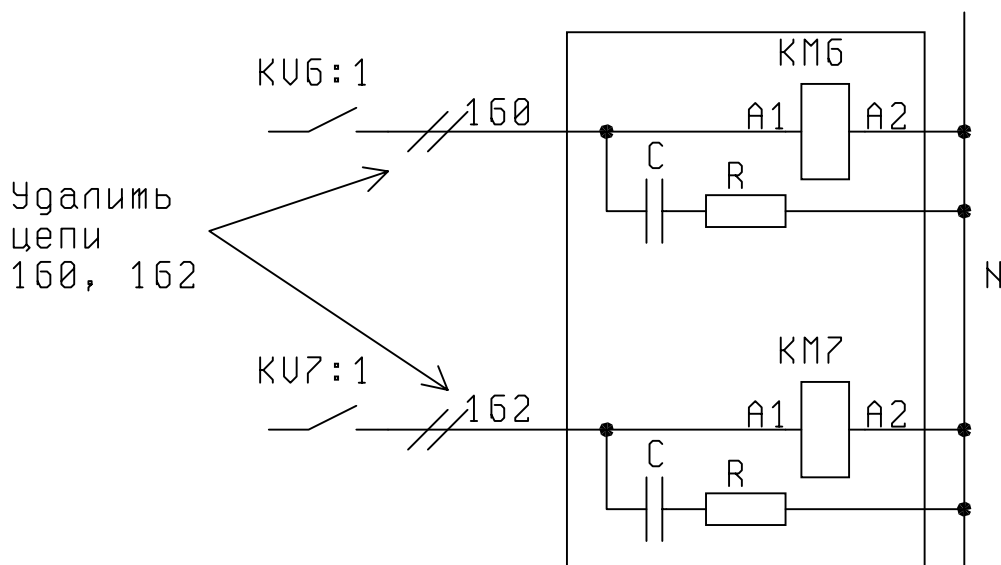 KM6
KV6:1
160
A1
A2
C
R
Удалить
цепи
160, 162
N
KM7
KV7:1
162
A1
A2
C
R